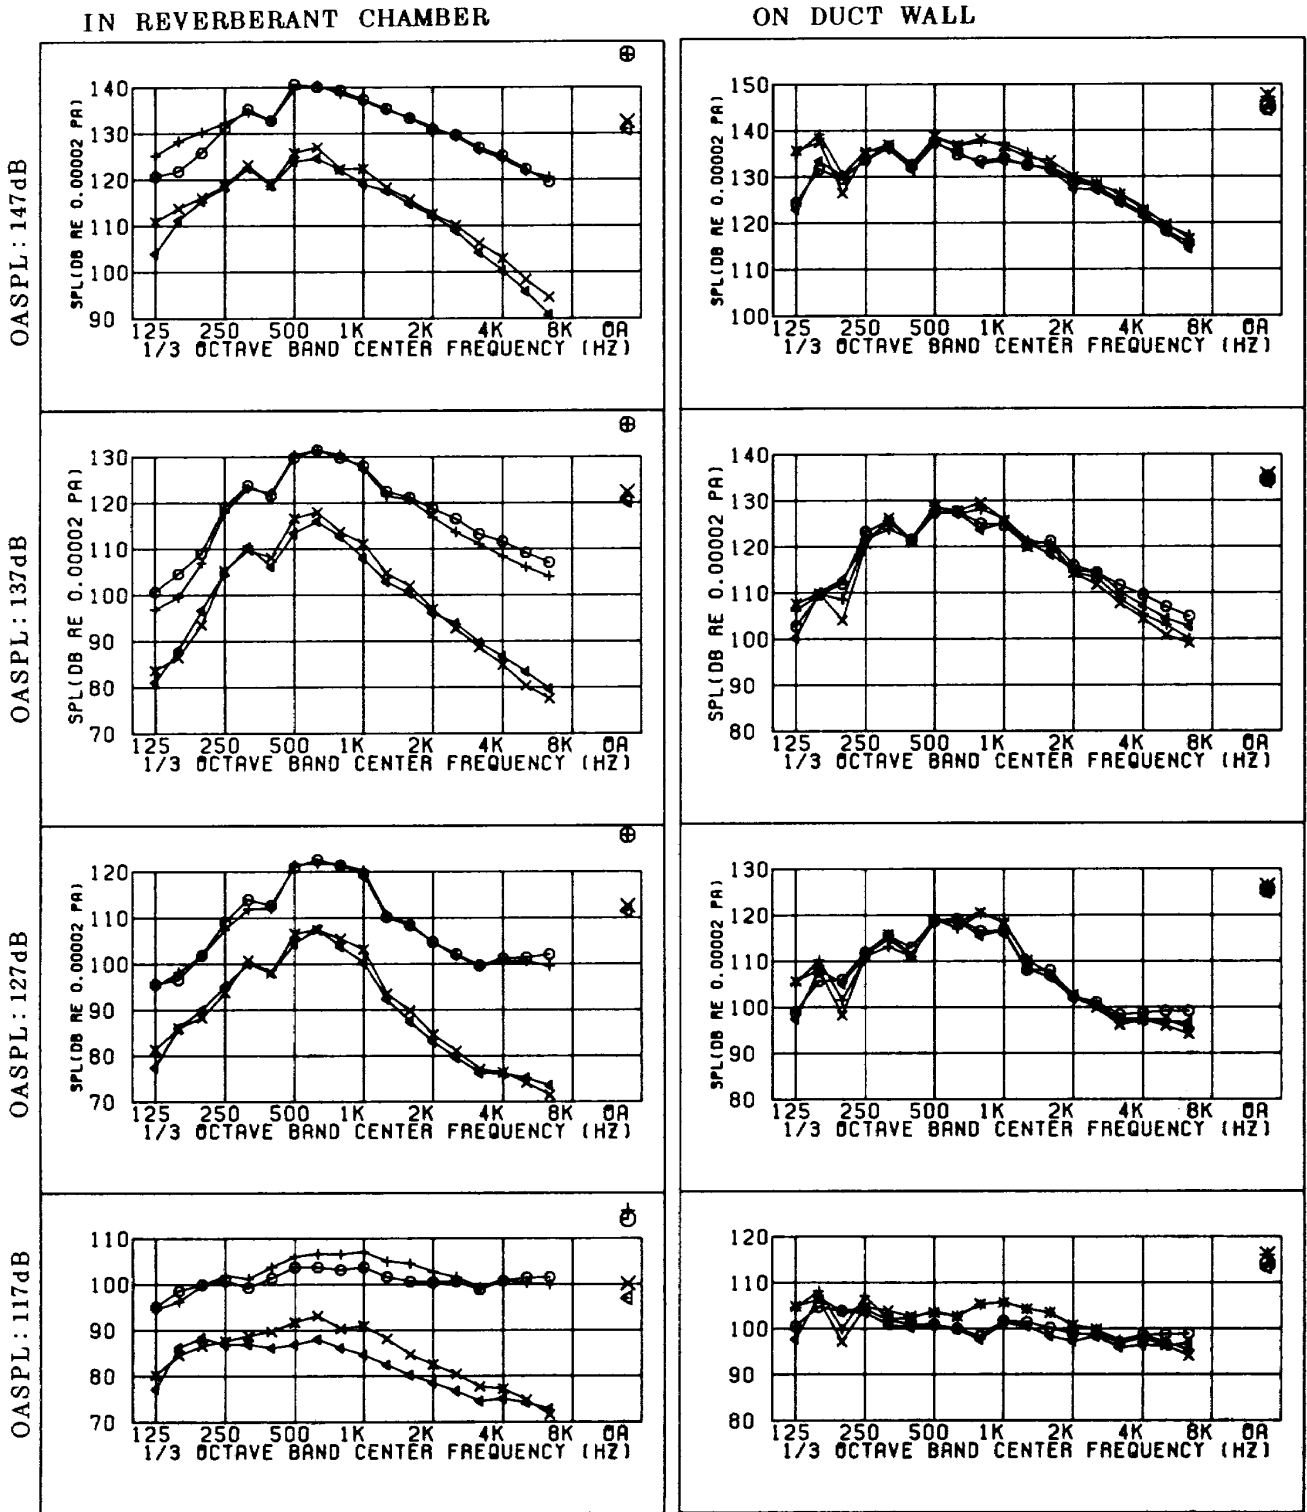 IN REVERBERANT CHAMBER
ON DUCT WALL
OASPL: 147dB
SPL(DB RE 0.00002 PA)
140
130
120
110
100
90
125 250 500 1K 2K 4K 8K OA
1/3 OCTAVE BAND CENTER FREQUENCY (HZ)
SPL(DB RE 0.00002 PA)
150
140
130
120
110
100
125 250 500 1K 2K 4K 8K OA
1/3 OCTAVE BAND CENTER FREQUENCY (HZ)
OASPL: 137dB
SPL(DB RE 0.00002 PA)
130
120
110
100
90
80
70
125 250 500 1K 2K 4K 8K OA
1/3 OCTAVE BAND CENTER FREQUENCY (HZ)
SPL(DB RE 0.00002 PA)
140
130
120
110
100
90
80
125 250 500 1K 2K 4K 8K OA
1/3 OCTAVE BAND CENTER FREQUENCY (HZ)
OASPL: 127dB
SPL(DB RE 0.00002 PA)
120
110
100
90
80
70
125 250 500 1K 2K 4K 8K OA
1/3 OCTAVE BAND CENTER FREQUENCY (HZ)
SPL(DB RE 0.00002 PA)
130
120
110
100
90
80
125 250 500 1K 2K 4K 8K OA
1/3 OCTAVE BAND CENTER FREQUENCY (HZ)
OASPL: 117dB
110
100
90
80
70
125 250 500 1K 2K 4K 8K OA
1/3 OCTAVE BAND CENTER FREQUENCY (HZ)
120
110
100
90
80
125 250 500 1K 2K 4K 8K OA
1/3 OCTAVE BAND CENTER FREQUENCY (HZ)